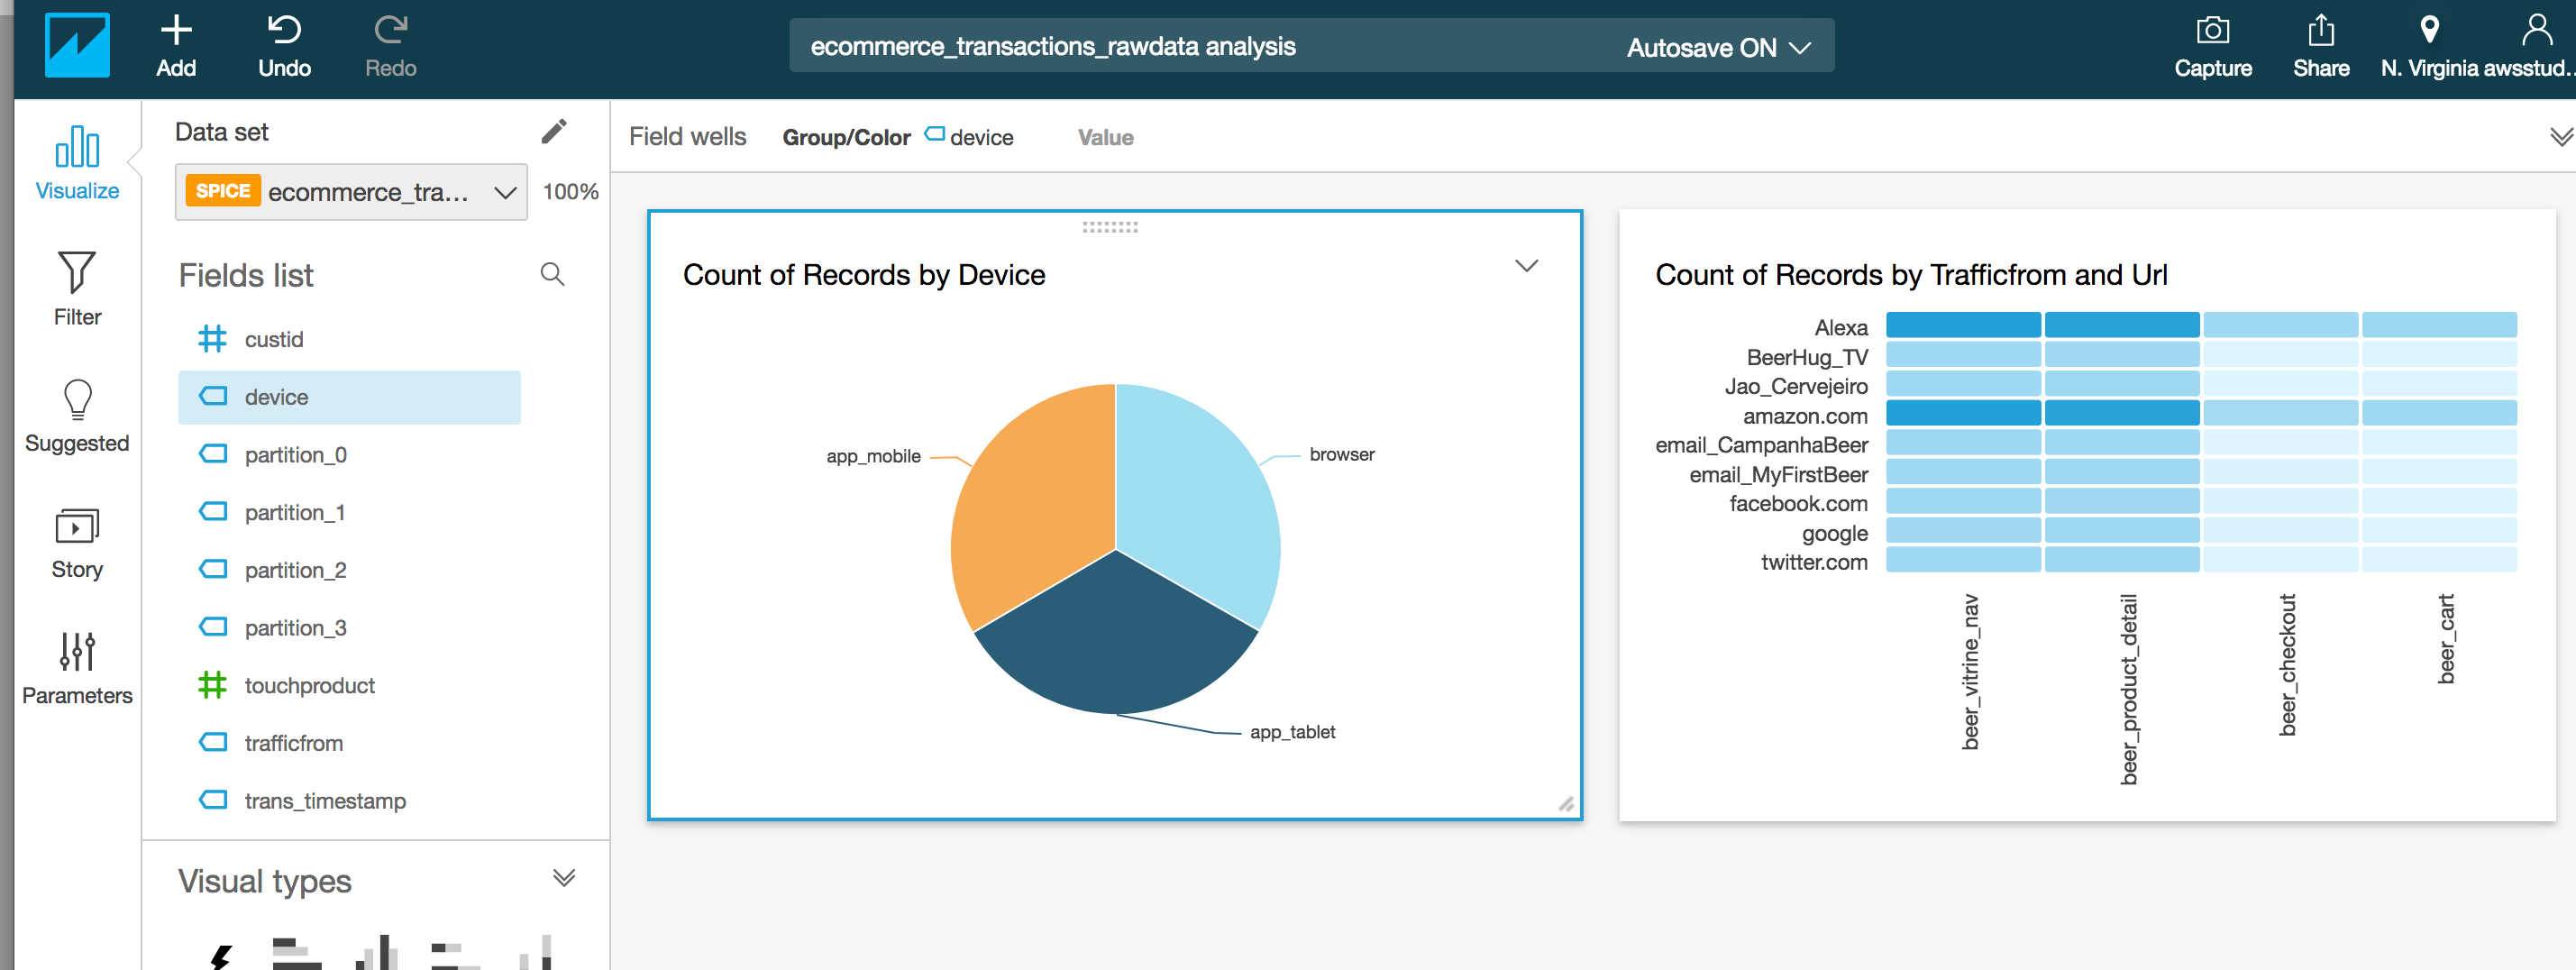 Add
Undo
Redo
ecommerce_transactions_rawdata analysis
Autosave ON
Capture
Share
N. Virginia
awsstud...
Visualize
Filter
Suggested
Story
Parameters
Data set
SPICE ecommerce_tra...
100%
Fields list
custid
device
partition_0
partition_1
partition_2
partition_3
touchproduct
trafficfrom
trans_timestamp
Visual types
Field wells
Group/Color device
Value
Count of Records by Device
app_mobile
browser
app_tablet
Count of Records by Trafficfrom and Url
Alexa
BeerHug_TV
Jao_Cervejeiro
amazon.com
email_CampanhaBeer
email_MyFirstBeer
facebook.com
google
twitter.com
beer_vitrine_nav
beer_product_detail
beer_checkout
beer_cart